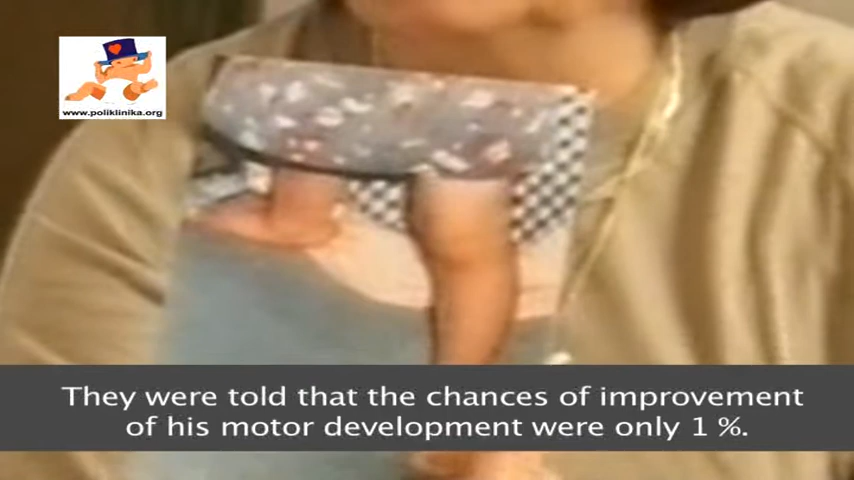 www.poliklinika.org
They were told that the chances of improvement
of his motor development were only 1 %.